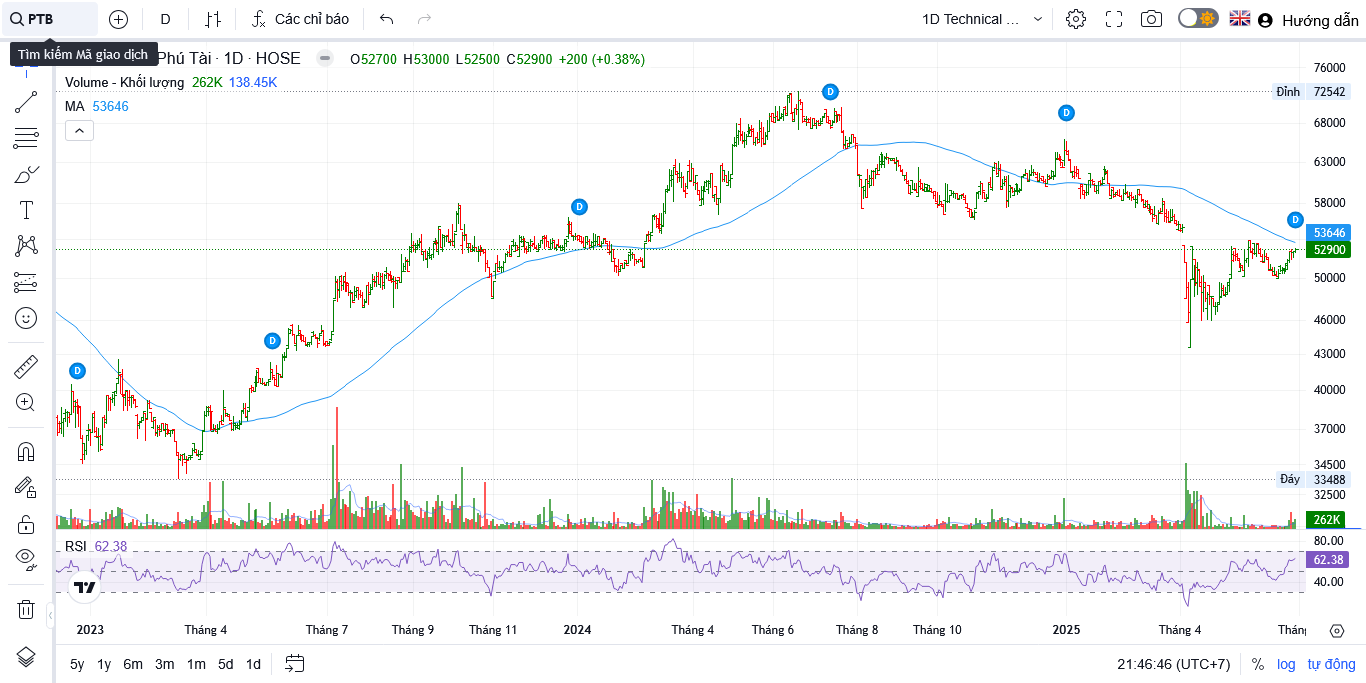 PTB
D
Các chỉ báo
1D Technical ...
Hướng dẫn
Tìm kiếm Mã giao dịch
Phú Tài · 1D · HOSE
O52700 H53000 L52500 C52900 +200 (+0.38%)
Volume - Khối lượng 262K 138.45K
MA 53646
76000
Đỉnh 72542
68000
63000
58000
53646
52900
50000
46000
43000
40000
37000
34500
Đáy 33488
32500
262K
D
D
D
D
D
D
RSI 62.38
80.00
62.38
40.00
2023 Tháng 4 Tháng 7 Tháng 9 Tháng 11 2024 Tháng 4 Tháng 6 Tháng 8 Tháng 10 2025 Tháng 4
5y 1y 6m 3m 1m 5d 1d
21:46:46 (UTC+7) % log tự động